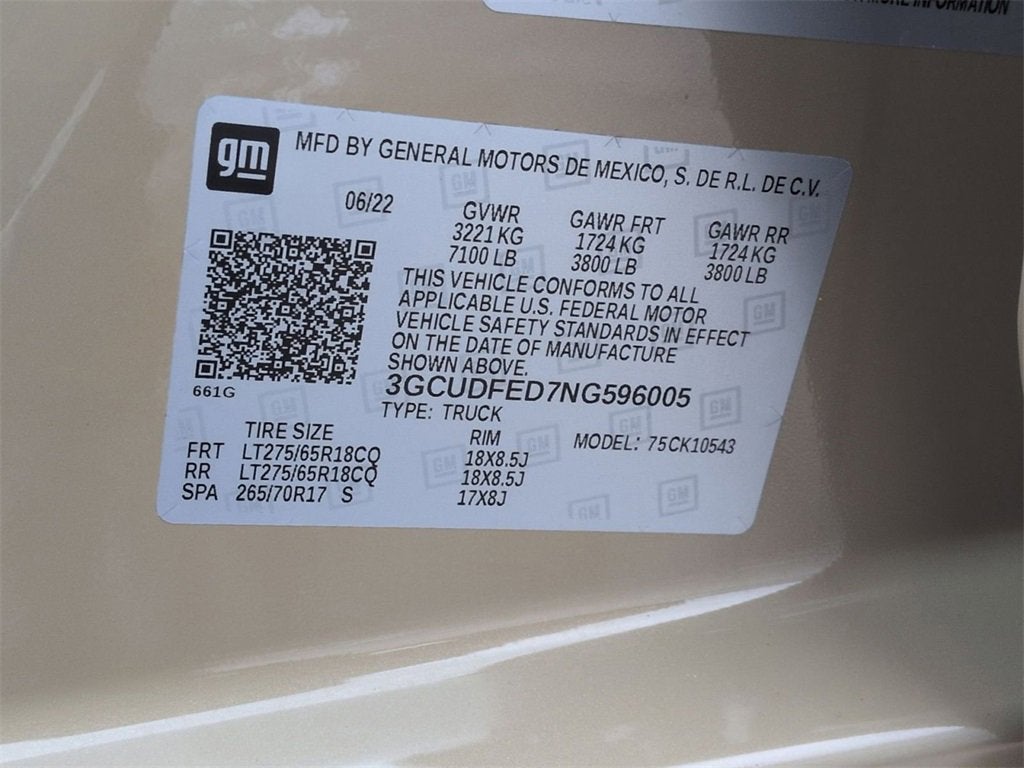 MORE INFORMATION
gm
MFD BY GENERAL MOTORS DE MEXICO, S. DE R.L. DE C.V.
06/22 GVWR GAWR FRT GAWR RR
3221 KG 1724 KG 1724 KG
7100 LB 3800 LB 3800 LB
THIS VEHICLE CONFORMS TO ALL
APPLICABLE U.S. FEDERAL MOTOR
VEHICLE SAFETY STANDARDS IN EFFECT
ON THE DATE OF MANUFACTURE
SHOWN ABOVE.
661G
3GCUDFED7NG596005
TYPE: TRUCK
TIRE SIZE RIM MODEL: 75CK10543
FRT LT275/65R18CQ 18X8.5J
RR LT275/65R18CQ 18X8.5J
SPA 265/70R17 S 17X8J